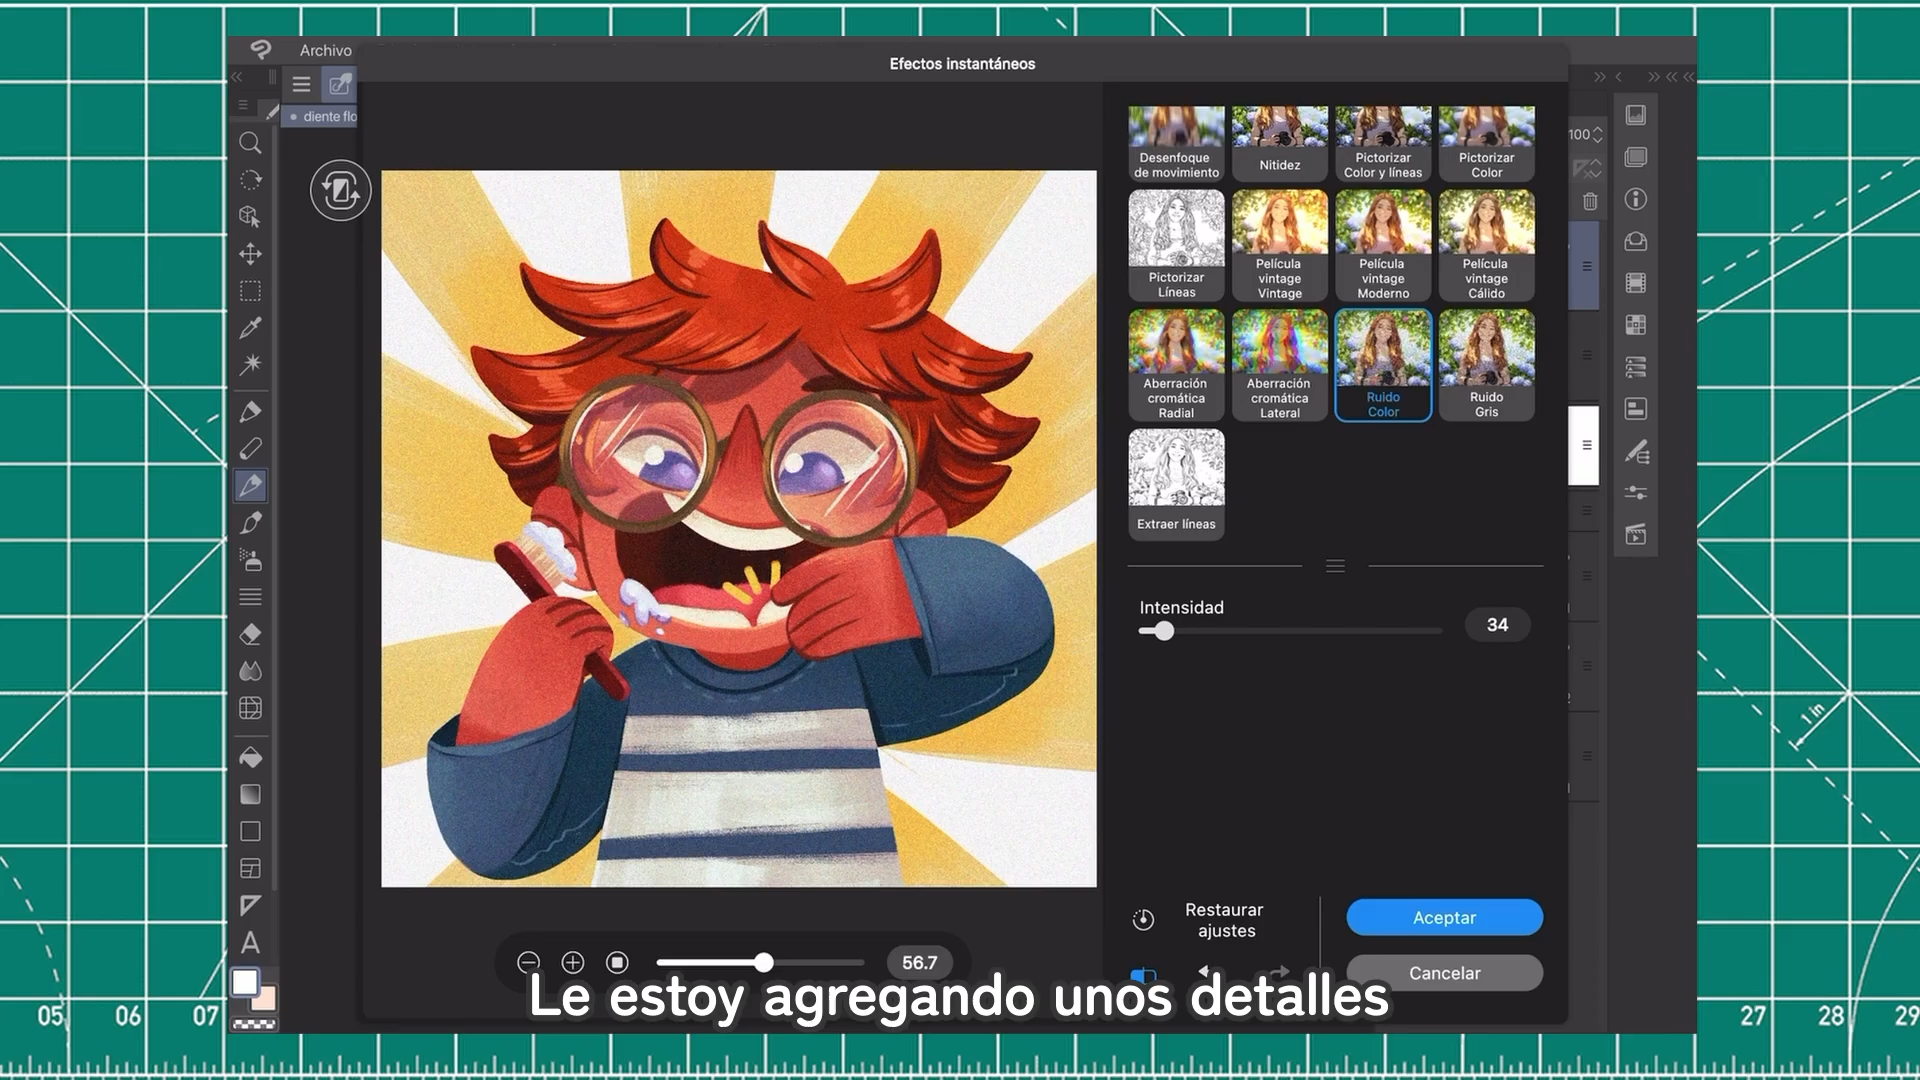 Archivo
Efectos instantáneos
diente flo
100
Desenfoque
de movimiento
Nitidez
Pictorizar
Color y líneas
Pictorizar
Color
Pictorizar
Líneas
Película
vintage
Vintage
Película
vintage
Moderno
Película
vintage
Cálido
Aberración
cromática
Radial
Aberración
cromática
Lateral
Ruido
Color
Ruido
Gris
Extraer líneas
Intensidad
34
1 in
Restaurar
ajustes
Aceptar
Cancelar
56.7
Le estoy agregando unos detalles
05
06
07
27
28
29